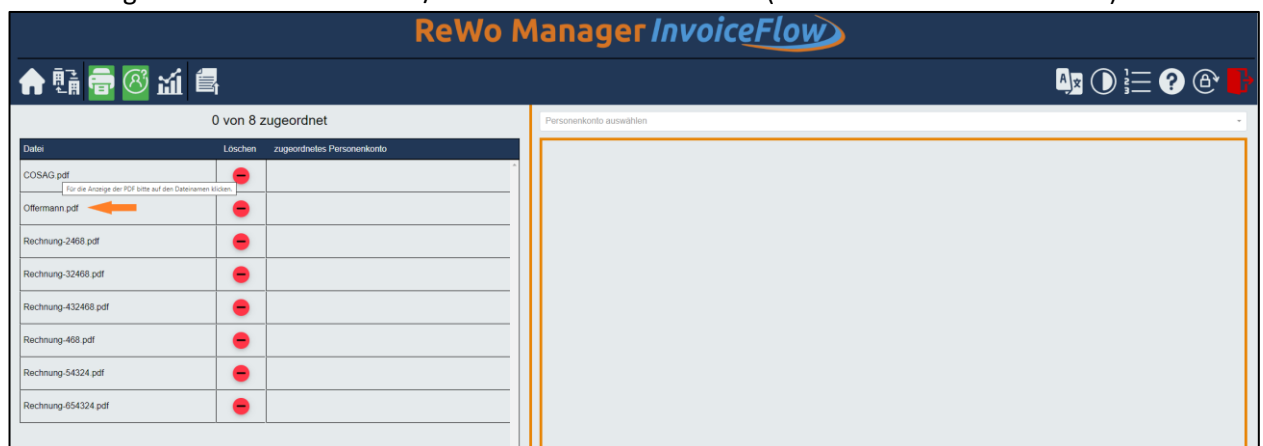 ReWo Manager InvoiceFlow
0 von 8 zugeordnet
Personenkonto auswählen
Datei Löschen zugeordnetes Personenkonto
COSAG.pdf
Für die Anzeige der PDF bitte auf den Dateinamen klicken.
Offermann.pdf
Rechnung-2468.pdf
Rechnung-32468.pdf
Rechnung-432468.pdf
Rechnung-468.pdf
Rechnung-54324.pdf
Rechnung-654324.pdf